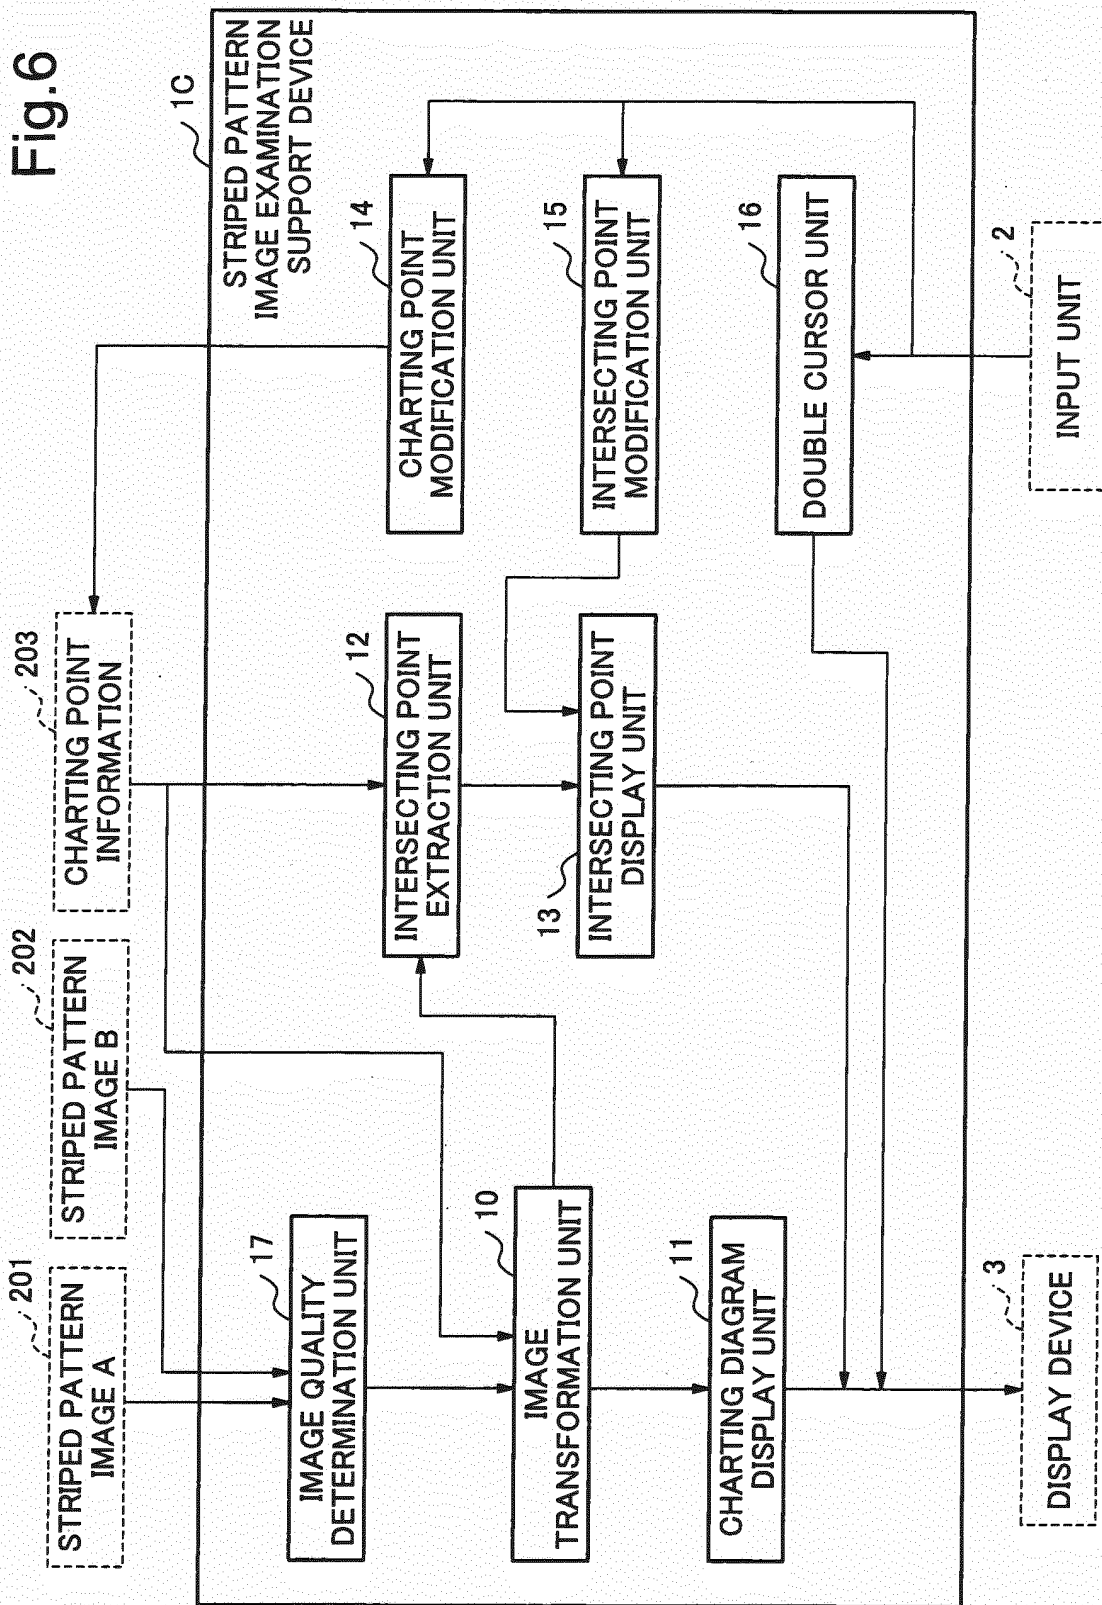 Fig.6
1C
STRIPED PATTERN
IMAGE EXAMINATION
SUPPORT DEVICE
201
STRIPED PATTERN
IMAGE A
202
STRIPED PATTERN
IMAGE B
203
CHARTING POINT
INFORMATION
17
IMAGE QUALITY
DETERMINATION UNIT
12
INTERSECTING POINT
EXTRACTION UNIT
14
CHARTING POINT
MODIFICATION UNIT
10
IMAGE
TRANSFORMATION UNIT
13
INTERSECTING POINT
DISPLAY UNIT
15
INTERSECTING POINT
MODIFICATION UNIT
11
CHARTING DIAGRAM
DISPLAY UNIT
16
DOUBLE CURSOR UNIT
3
DISPLAY DEVICE
2
INPUT UNIT